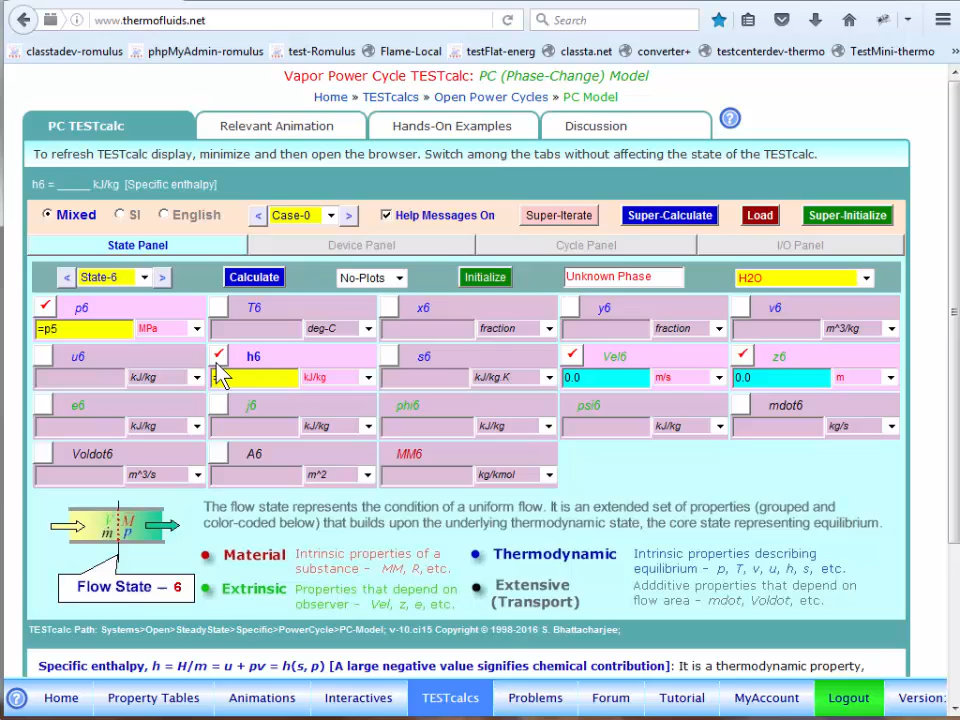 www.thermofluids.net
Search
classtadev-romulus phpMyAdmin-romulus test-Romulus Flame-Local testFlat-energ classta.net converter+ testcenterdev-thermo TestMini-thermo »
Vapor Power Cycle TESTcalc: PC (Phase-Change) Model
Home » TESTcalcs » Open Power Cycles » PC Model
PC TESTcalc Relevant Animation Hands-On Examples Discussion ?
To refresh TESTcalc display, minimize and then open the browser. Switch among the tabs without affecting the state of the TESTcalc.
h6 = _____ kJ/kg [Specific enthalpy]
Mixed SI English < Case-0 > Help Messages On Super-Iterate Super-Calculate Load Super-Initialize
State Panel Device Panel Cycle Panel I/O Panel
< State-6 > Calculate No-Plots Initialize Unknown Phase H2O
p6 T6 x6 y6 v6
=p5 MPa deg-C fraction fraction m^3/kg
u6 h6 s6 Vel6 z6
kJ/kg = kJ/kg kJ/kg.K 0.0 m/s 0.0 m
e6 j6 phi6 psi6 mdot6
kJ/kg kJ/kg kJ/kg kJ/kg kg/s
Voldot6 A6 MM6
m^3/s m^2 kg/kmol
The flow state represents the condition of a uniform flow. It is an extended set of properties (grouped and
color-coded below) that builds upon the underlying thermodynamic state, the core state representing equilibrium.
V M
ṁ p
Flow State – 6
Material Intrinsic properties of a
substance - MM, R, etc.
Thermodynamic Intrinsic properties describing
equilibrium - p, T, v, u, h, s, etc.
Extrinsic Properties that depend on
observer - Vel, z, e, etc.
Extensive
(Transport) Addditive properties that depend on
flow area - mdot, Voldot, etc.
TESTcalc Path: Systems>Open>SteadyState>Specific>PowerCycle>PC-Model; v-10.ci15 Copyright © 1998-2016 S. Bhattacharjee;
Specific enthalpy, h = H/m = u + pv = h(s, p) [A large negative value signifies chemical contribution]: It is a thermodynamic property,
? Home Property Tables Animations Interactives TESTcalcs Problems Forum Tutorial MyAccount Logout Version: